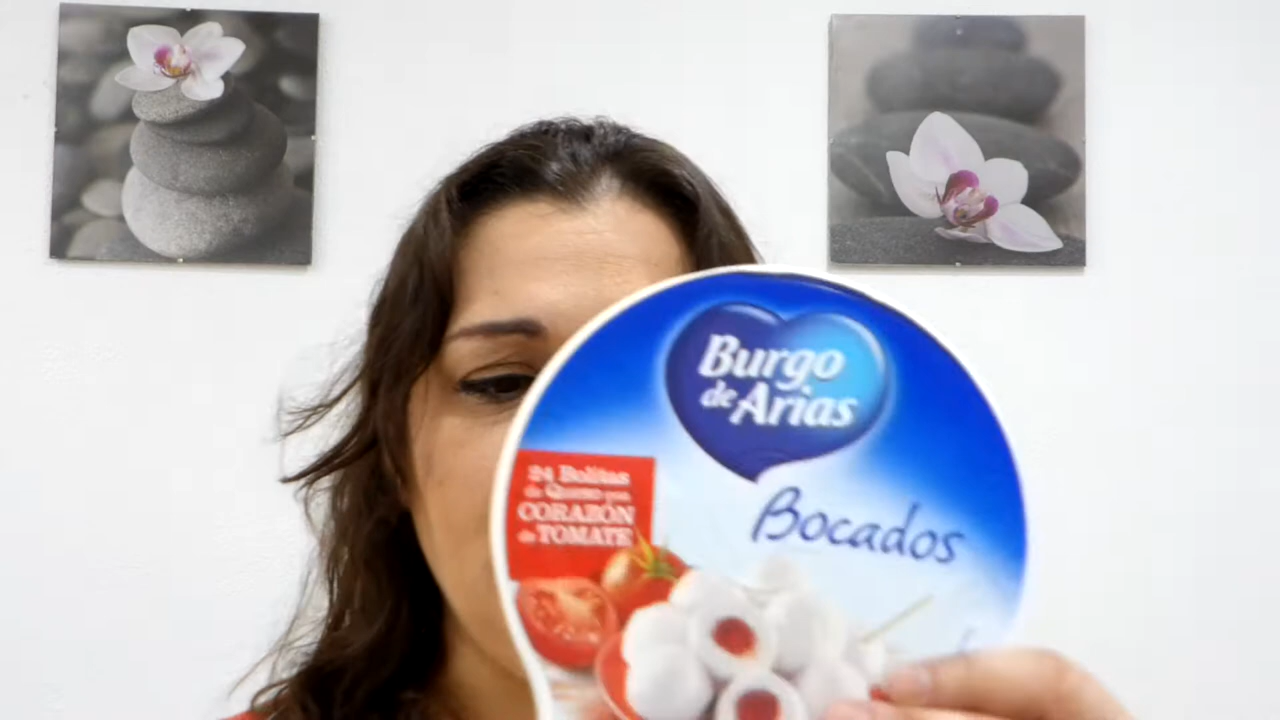 Burgo
de Arias
24 Bolitas
de Queso con
CORAZÓN
de TOMATE
Bocados